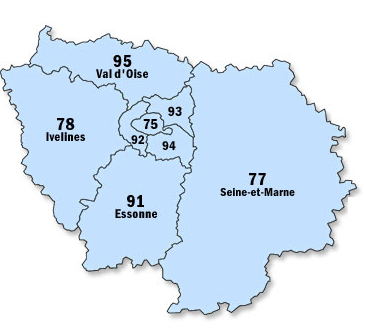 95
Val d'Oise
93
78
Ivelines
75
92
94
77
Seine-et-Marne
91
Essonne